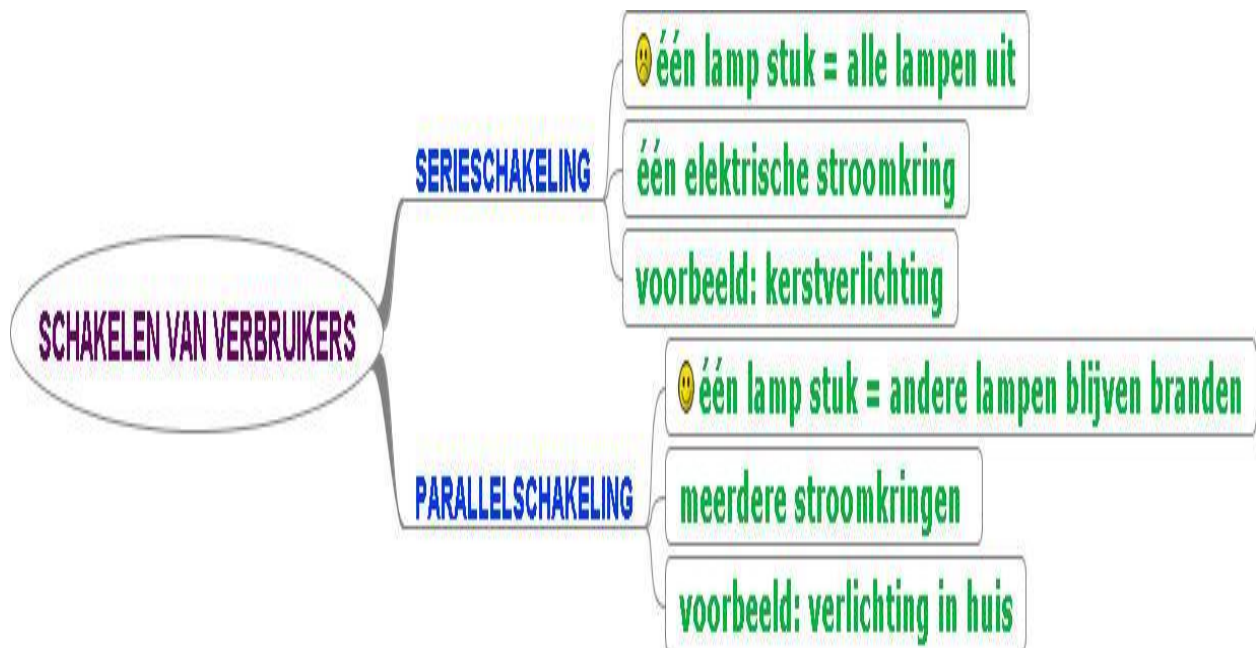 SCHAKELEN VAN VERBRUIKERS
SERIESCHAKELING
één lamp stuk = alle lampen uit
één elektrische stroomkring
voorbeeld: kerstverlichting
PARALLELSCHAKELING
één lamp stuk = andere lampen blijven branden
meerdere stroomkringen
voorbeeld: verlichting in huis